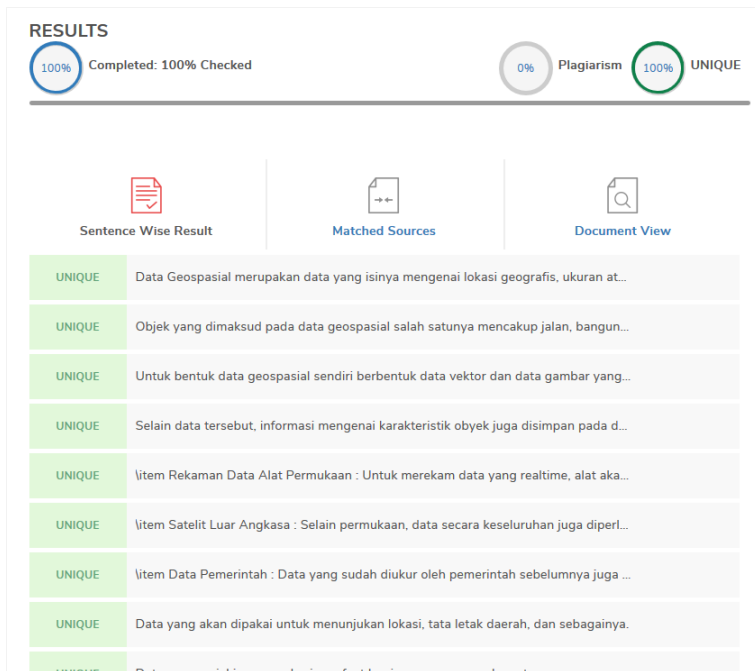 RESULTS
100% Completed: 100% Checked
0% Plagiarism 100% UNIQUE
Sentence Wise Result
Matched Sources
Document View
UNIQUE Data Geospasial merupakan data yang isinya mengenai lokasi geografis, ukuran at...
UNIQUE Objek yang dimaksud pada data geospasial salah satunya mencakup jalan, bangun...
UNIQUE Untuk bentuk data geospasial sendiri berbentuk data vektor dan data gambar yang...
UNIQUE Selain data tersebut, informasi mengenai karakteristik obyek juga disimpan pada d...
UNIQUE \item Rekaman Data Alat Permukaan : Untuk merekam data yang realtime, alat aka...
UNIQUE \item Satelit Luar Angkasa : Selain permukaan, data secara keseluruhan juga diperl...
UNIQUE \item Data Pemerintah : Data yang sudah diukur oleh pemerintah sebelumnya juga ...
UNIQUE Data yang akan dipakai untuk menunjukan lokasi, tata letak daerah, dan sebagainya.
UNIQUE